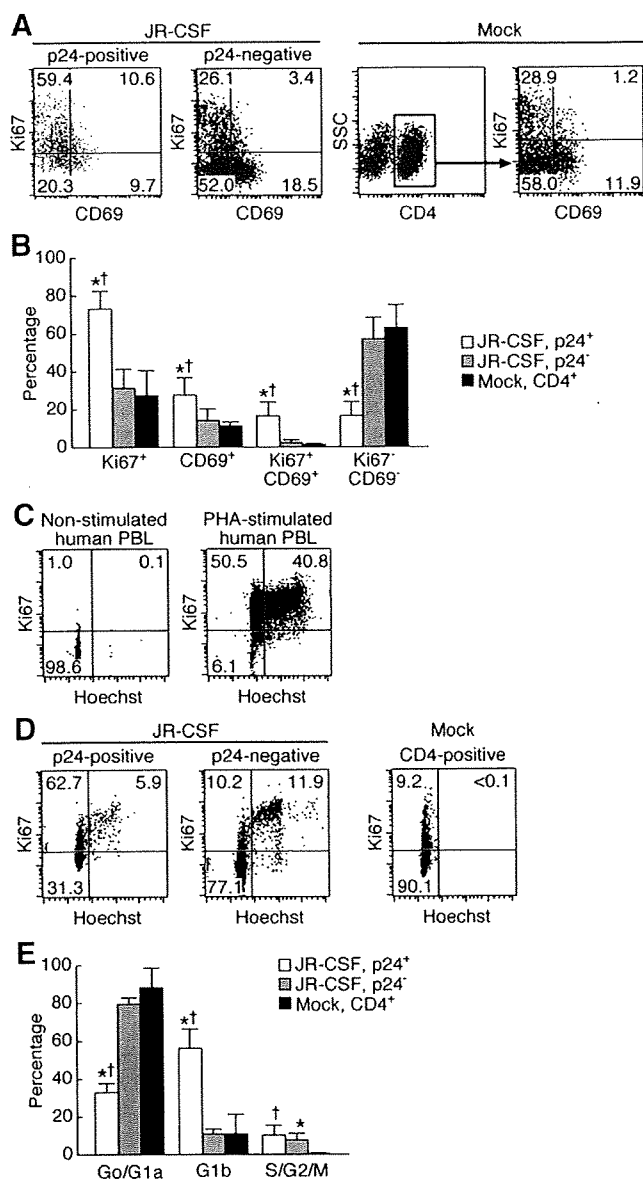 A
JR-CSF
Mock
p24-positive
p24-negative
59.4 10.6
26.1 3.4
28.9 1.2
Ki67
Ki67
SSC
Ki67
20.3 9.7
52.0 18.5
58.0 11.9
CD69
CD69
CD4
CD69
B
100
80
60
40
20
0
Percentage
*†
*†
*†
*†
JR-CSF, p24+
JR-CSF, p24-
Mock, CD4+
Ki67+
CD69+
Ki67+ CD69+
Ki67- CD69-
C
Non-stimulated human PBL
PHA-stimulated human PBL
1.0 0.1
50.5 40.8
Ki67
Ki67
98.6
6.1
Hoechst
Hoechst
D
JR-CSF
Mock
p24-positive
p24-negative
CD4-positive
62.7 5.9
10.2 11.9
9.2 <0.1
Ki67
Ki67
Ki67
31.3
77.1
90.1
Hoechst
Hoechst
Hoechst
E
100
80
60
40
20
0
Percentage
JR-CSF, p24+
JR-CSF, p24-
Mock, CD4+
*†
*†
†
*
Go/G1a
G1b
S/G2/M